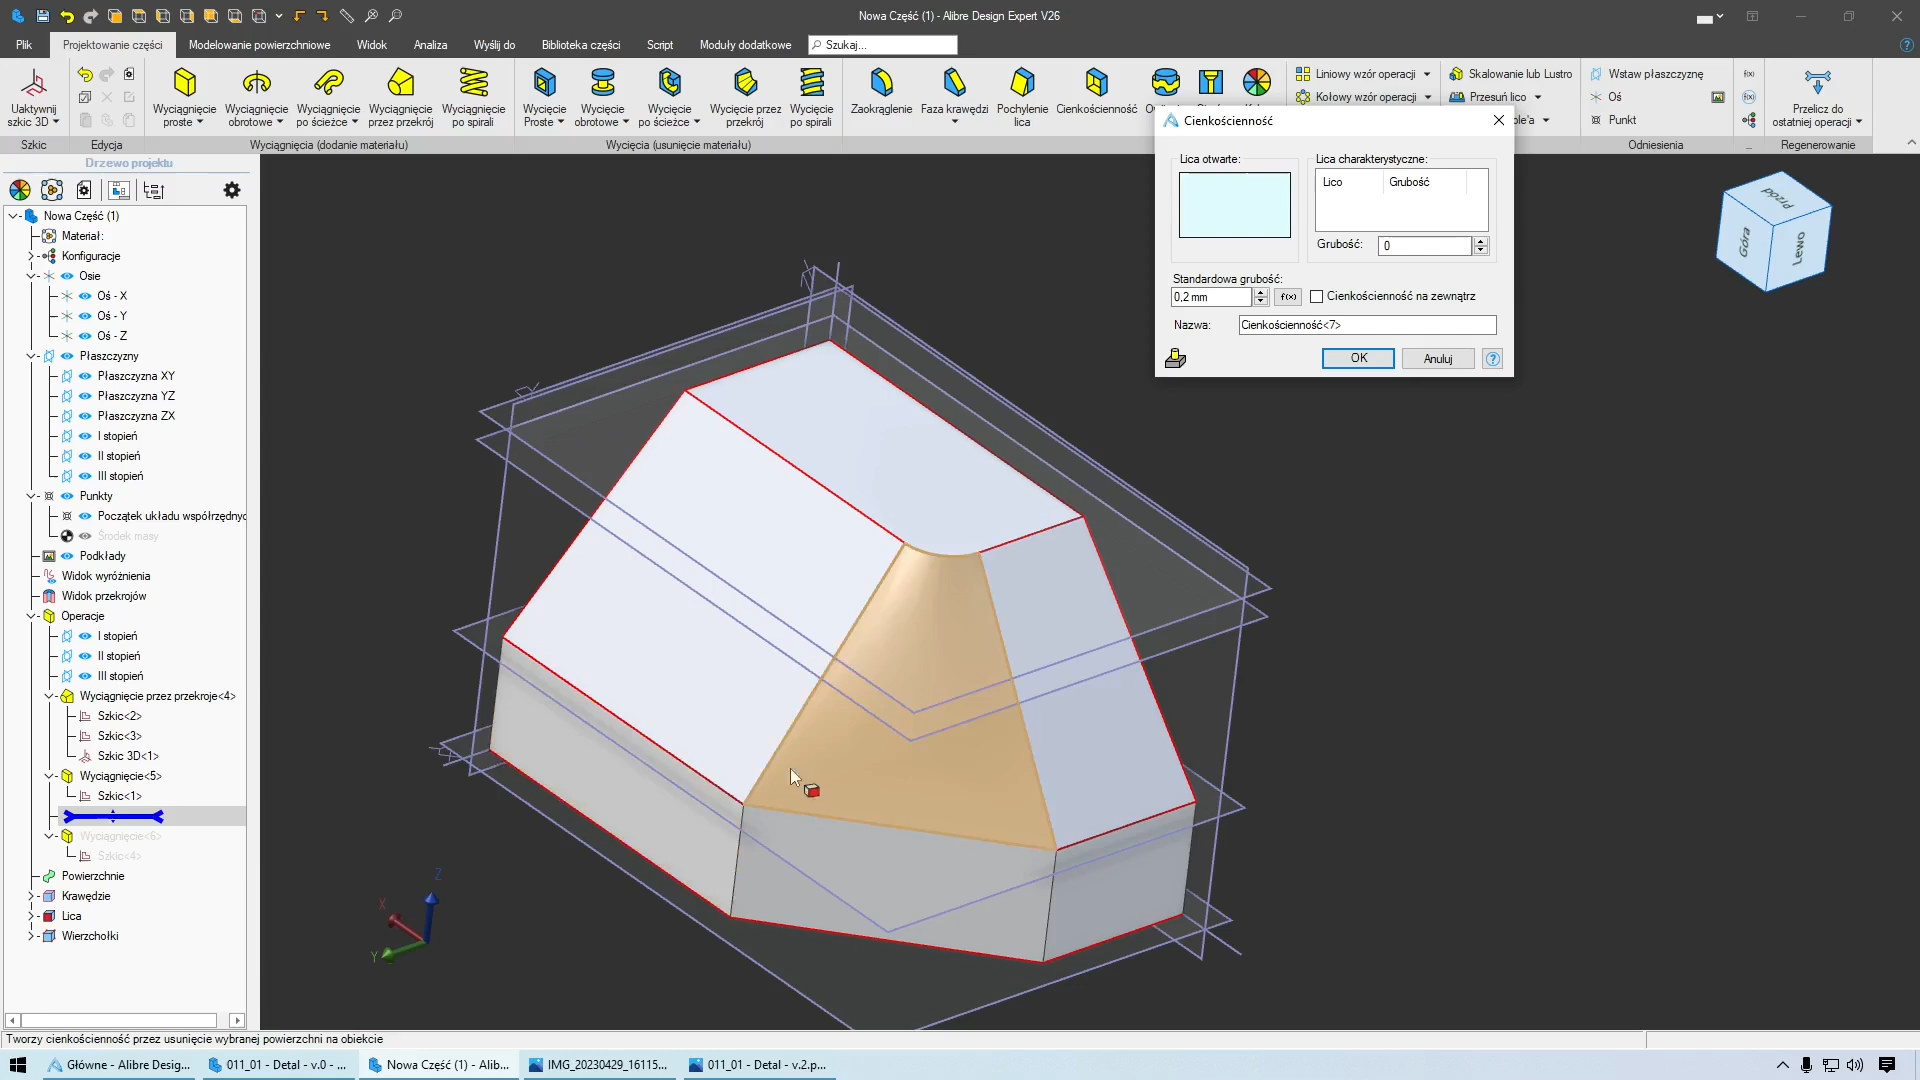 Nowa Część (1) - Alibre Design Expert V26
Plik
Projektowanie części
Modelowanie powierzchniowe
Widok
Analiza
Wyślij do
Biblioteka części
Script
Moduły dodatkowe
Szukaj...
Uaktywnij
szkic 3D
Wyciągnięcie
proste
Wyciągnięcie
obrotowe
Wyciągnięcie
po ścieżce
Wyciągnięcie
przez przekrój
Wyciągnięcie
po spirali
Wycięcie
Proste
Wycięcie
obrotowe
Wycięcie
po ścieżce
Wycięcie przez
przekrój
Wycięcie
po spirali
Zaokrąglenie
Faza krawędzi
Pochylenie
lica
Cienkościenność
Liniowy wzór operacji
Kołowy wzór operacji
Skalowanie lub Lustro
Przesuń lico
Wstaw płaszczyznę
Oś
Punkt
f(x)
(x)
Przelicz do
ostatniej operacji
Szkic
Edycja
Wyciągnięcia (dodanie materiału)
Wycięcia (usunięcie materiału)
Odniesienia
...
Regenerowanie
Drzewo projektu
Nowa Część (1)
Materiał:
Konfiguracje
Osie
Oś - X
Oś - Y
Oś - Z
Płaszczyzny
Płaszczyzna XY
Płaszczyzna YZ
Płaszczyzna ZX
I stopień
II stopień
III stopień
Punkty
Początek układu współrzędnyc
Środek masy
Podkłady
Widok wyróżnienia
Widok przekrojów
Operacje
I stopień
II stopień
III stopień
Wyciągnięcie przez przekroje<4>
Szkic<2>
Szkic<3>
Szkic 3D<1>
Wyciągnięcie<5>
Szkic<1>
Wyciągnięcie<6>
Szkic<4>
Powierzchnie
Krawędzie
Lica
Wierzchołki
Cienkościenność
Lica otwarte:
Lica charakterystyczne:
Lico
Grubość
Grubość:
0
Standardowa grubość:
0,2 mm
f(x)
Cienkościenność na zewnątrz
Nazwa:
Cienkościenność<7>
OK
Anuluj
?
Przód
Góra
Lewo
Z
X
Y
Tworzy cienkościenność przez usunięcie wybranej powierzchni na obiekcie
Główne - Alibre Desig...
011_01 - Detal - v.0 - ...
Nowa Część (1) - Alib...
IMG_20230429_16115...
011_01 - Detal - v.2.p...